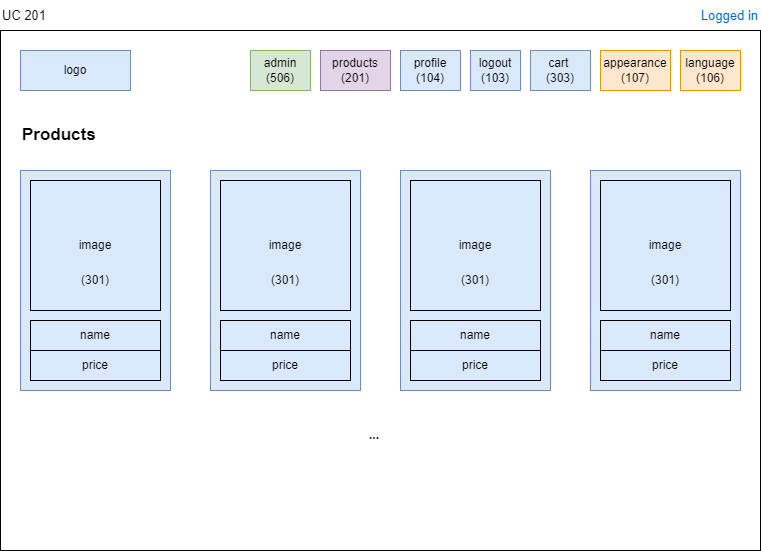 UC 201
Logged in
logo
admin
(506)
products
(201)
profile
(104)
logout
(103)
cart
(303)
appearance
(107)
language
(106)
Products
image
(301)
name
price
image
(301)
name
price
image
(301)
name
price
image
(301)
name
price
...